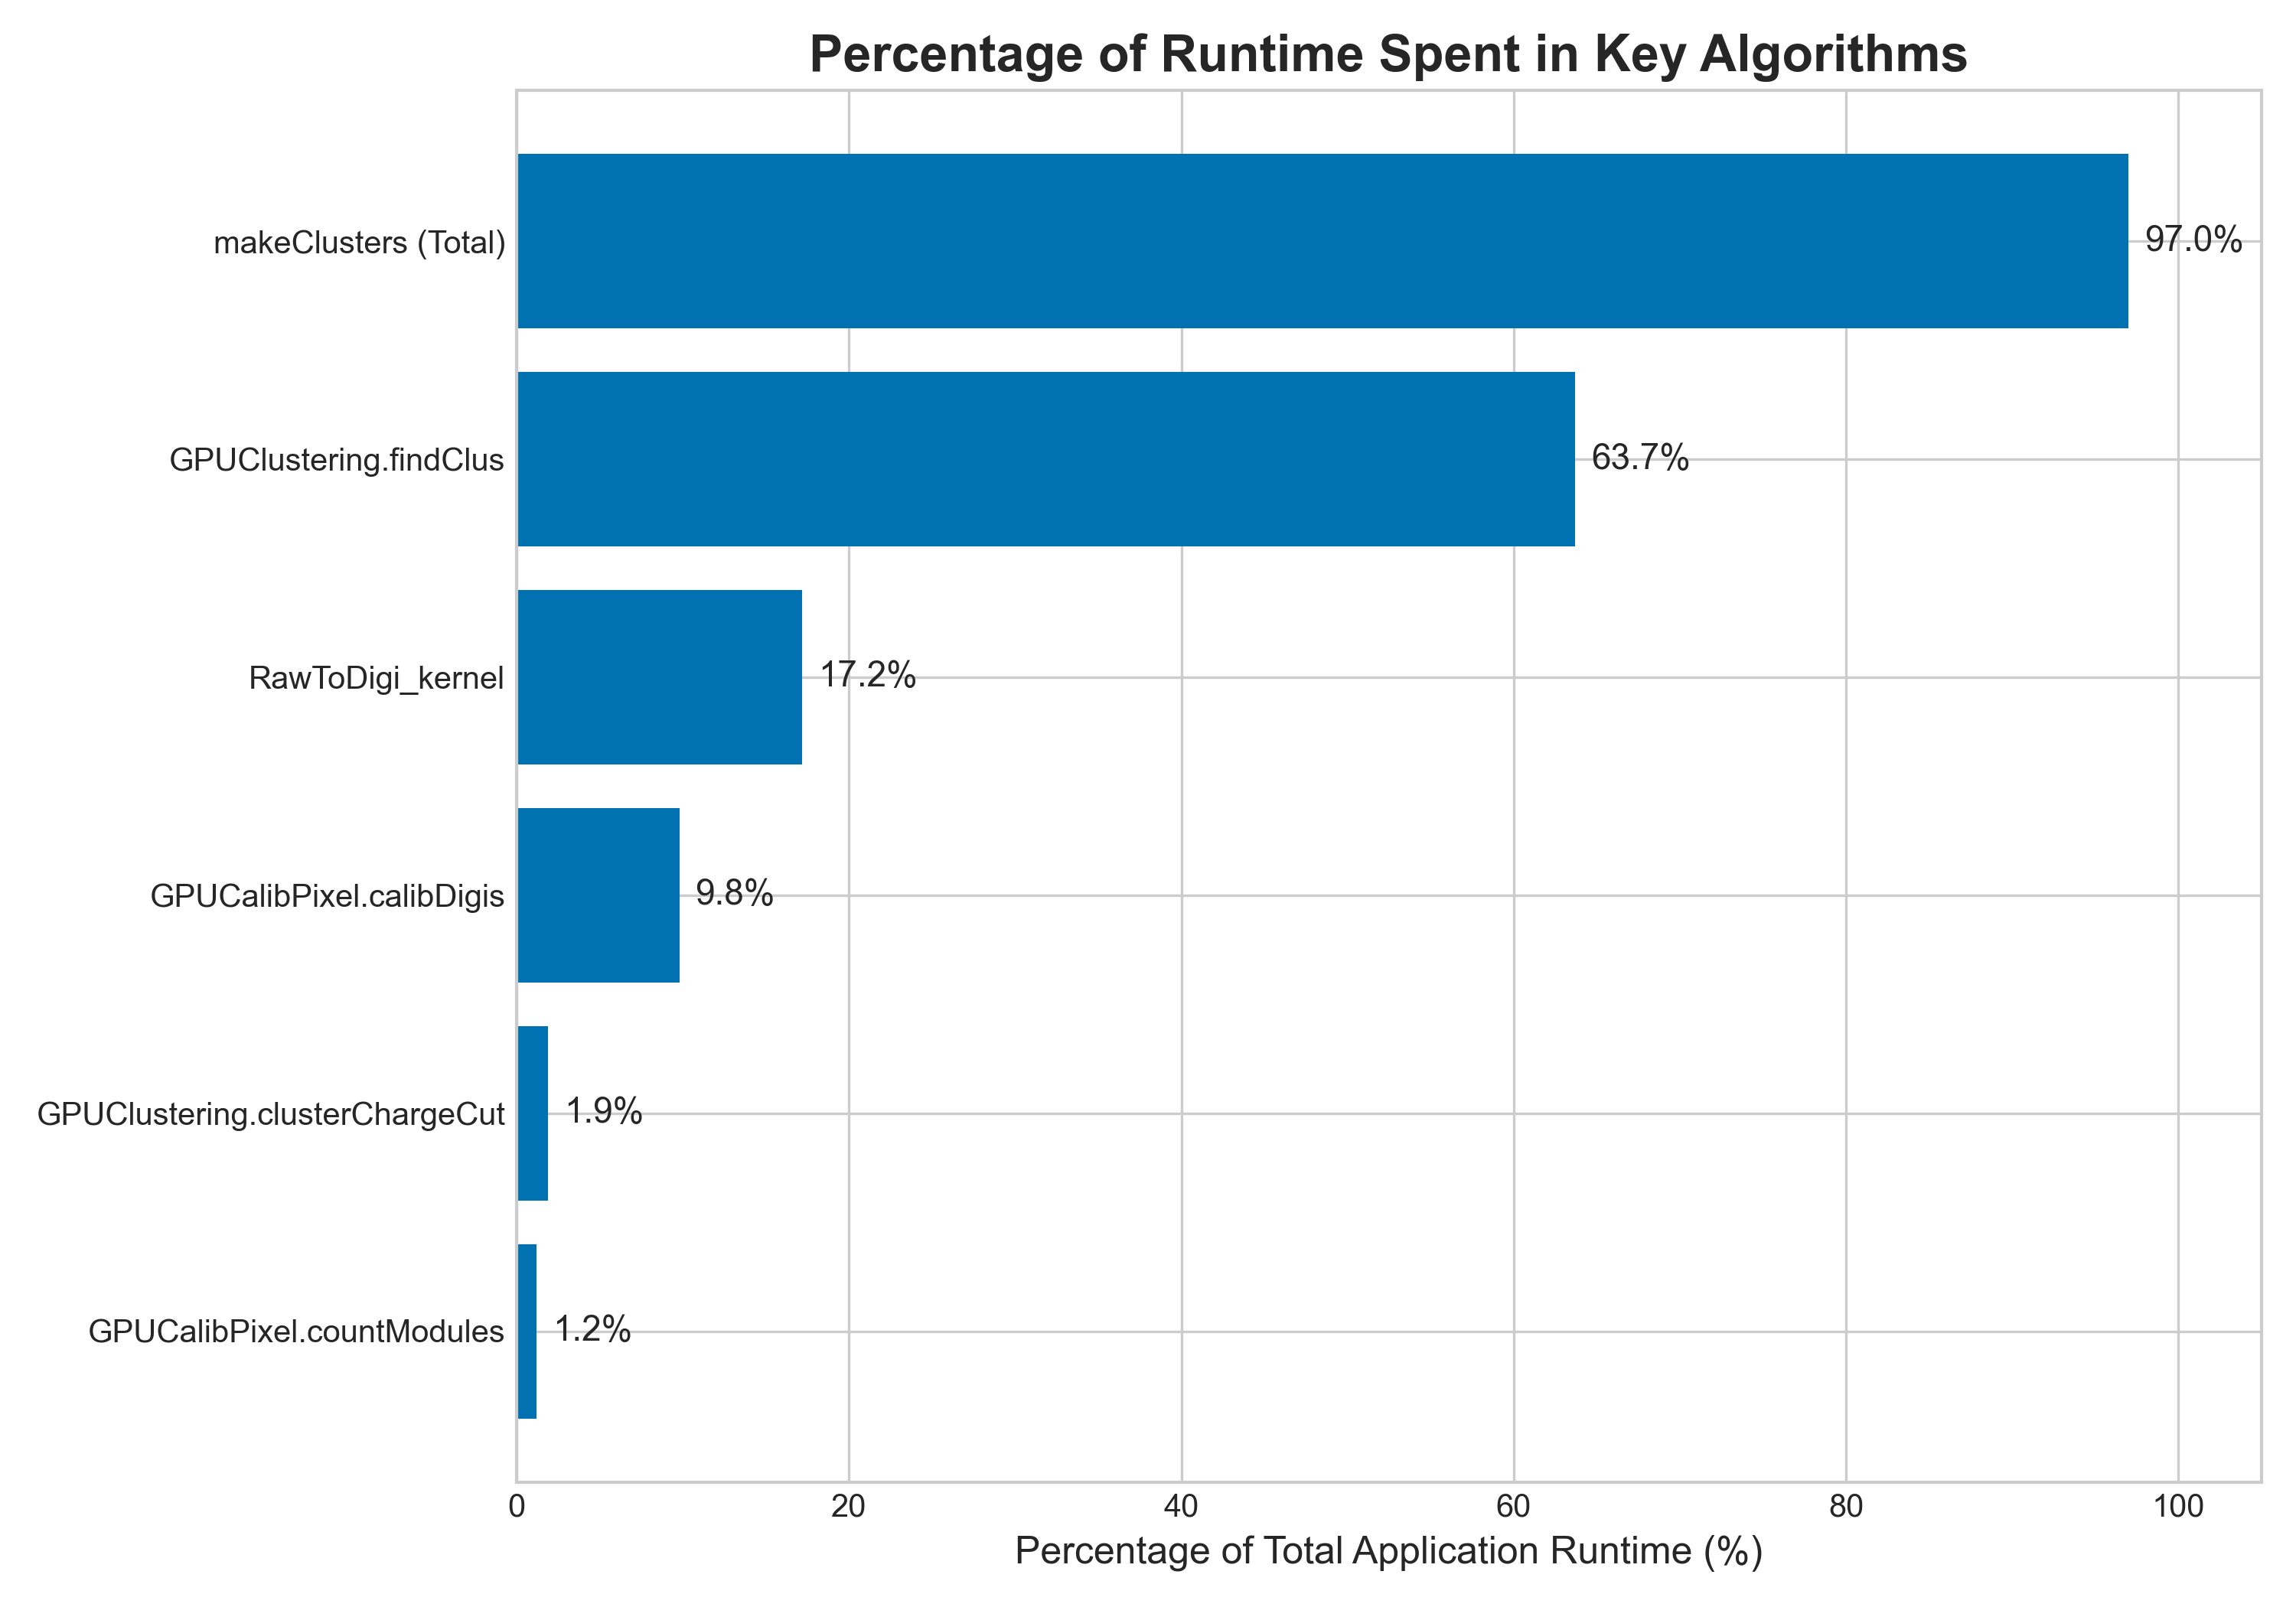 Percentage of Runtime Spent in Key Algorithms
makeClusters (Total)
97.0%
GPUClustering.findClus
63.7%
RawToDigi_kernel
17.2%
GPUCalibPixel.calibDigis
9.8%
GPUClustering.clusterChargeCut
1.9%
GPUCalibPixel.countModules
1.2%
0 20 40 60 80 100
Percentage of Total Application Runtime (%)